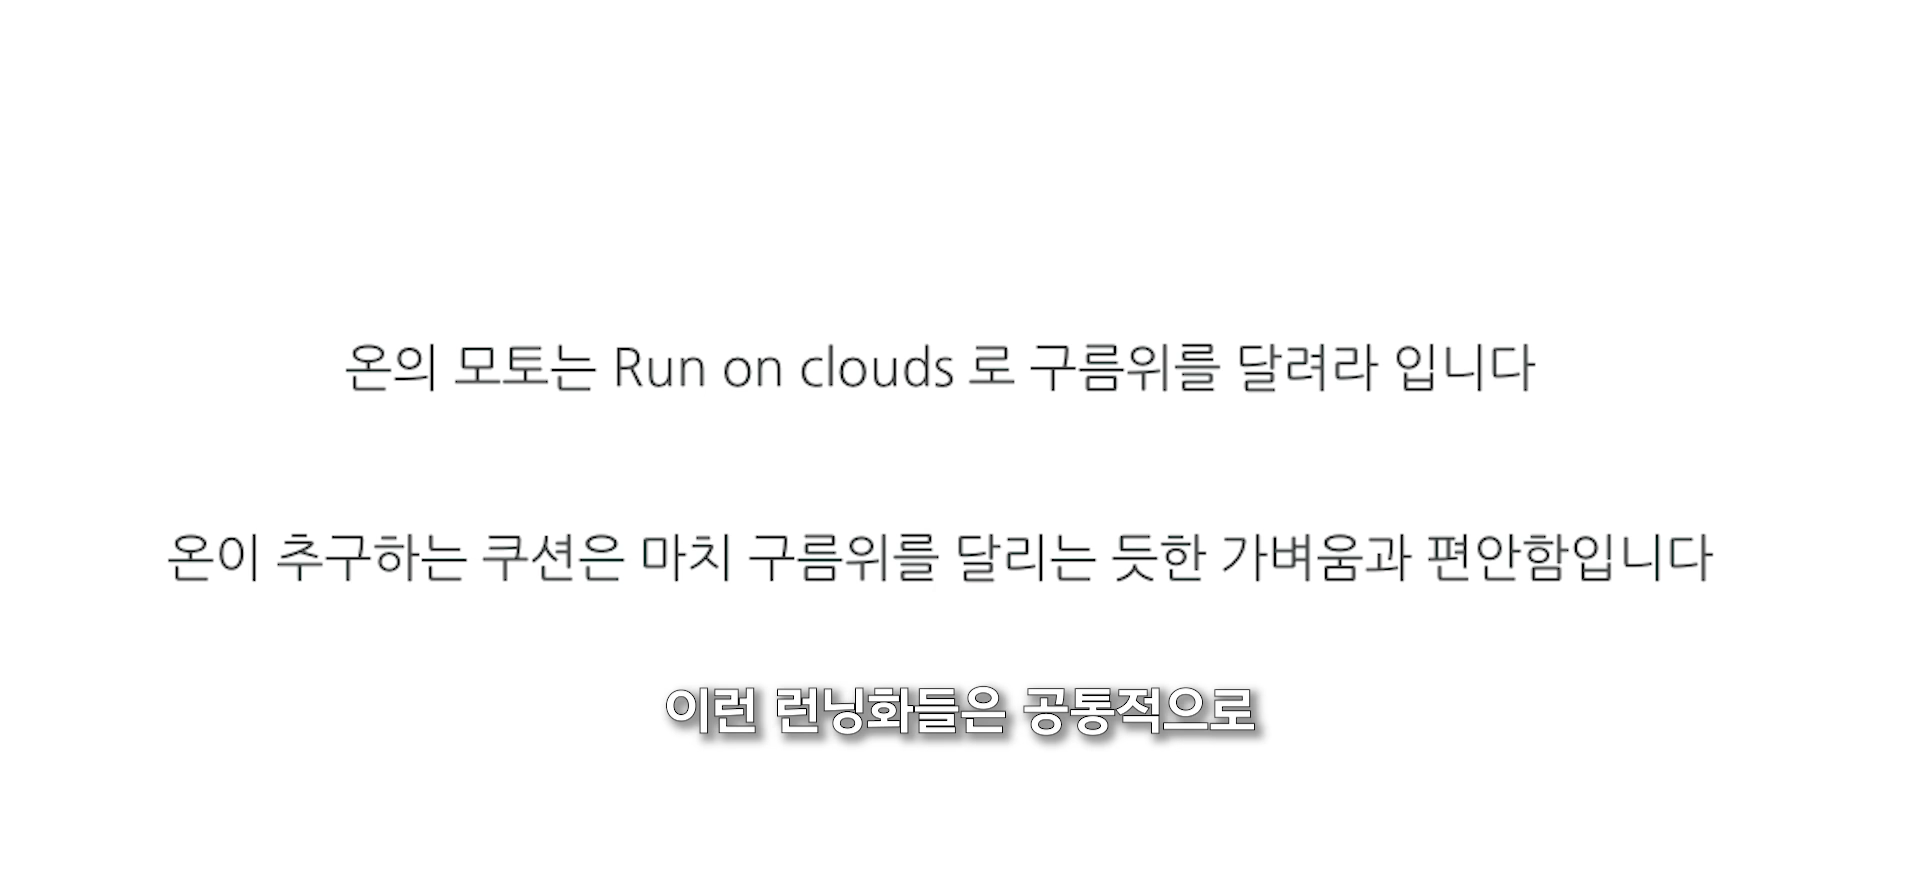 온의 모토는 Run on clouds 로 구름위를 달려라 입니다
온이 추구하는 쿠션은 마치 구름위를 달리는 듯한 가벼움과 편안함입니다
이런 런닝화들은 공통적으로